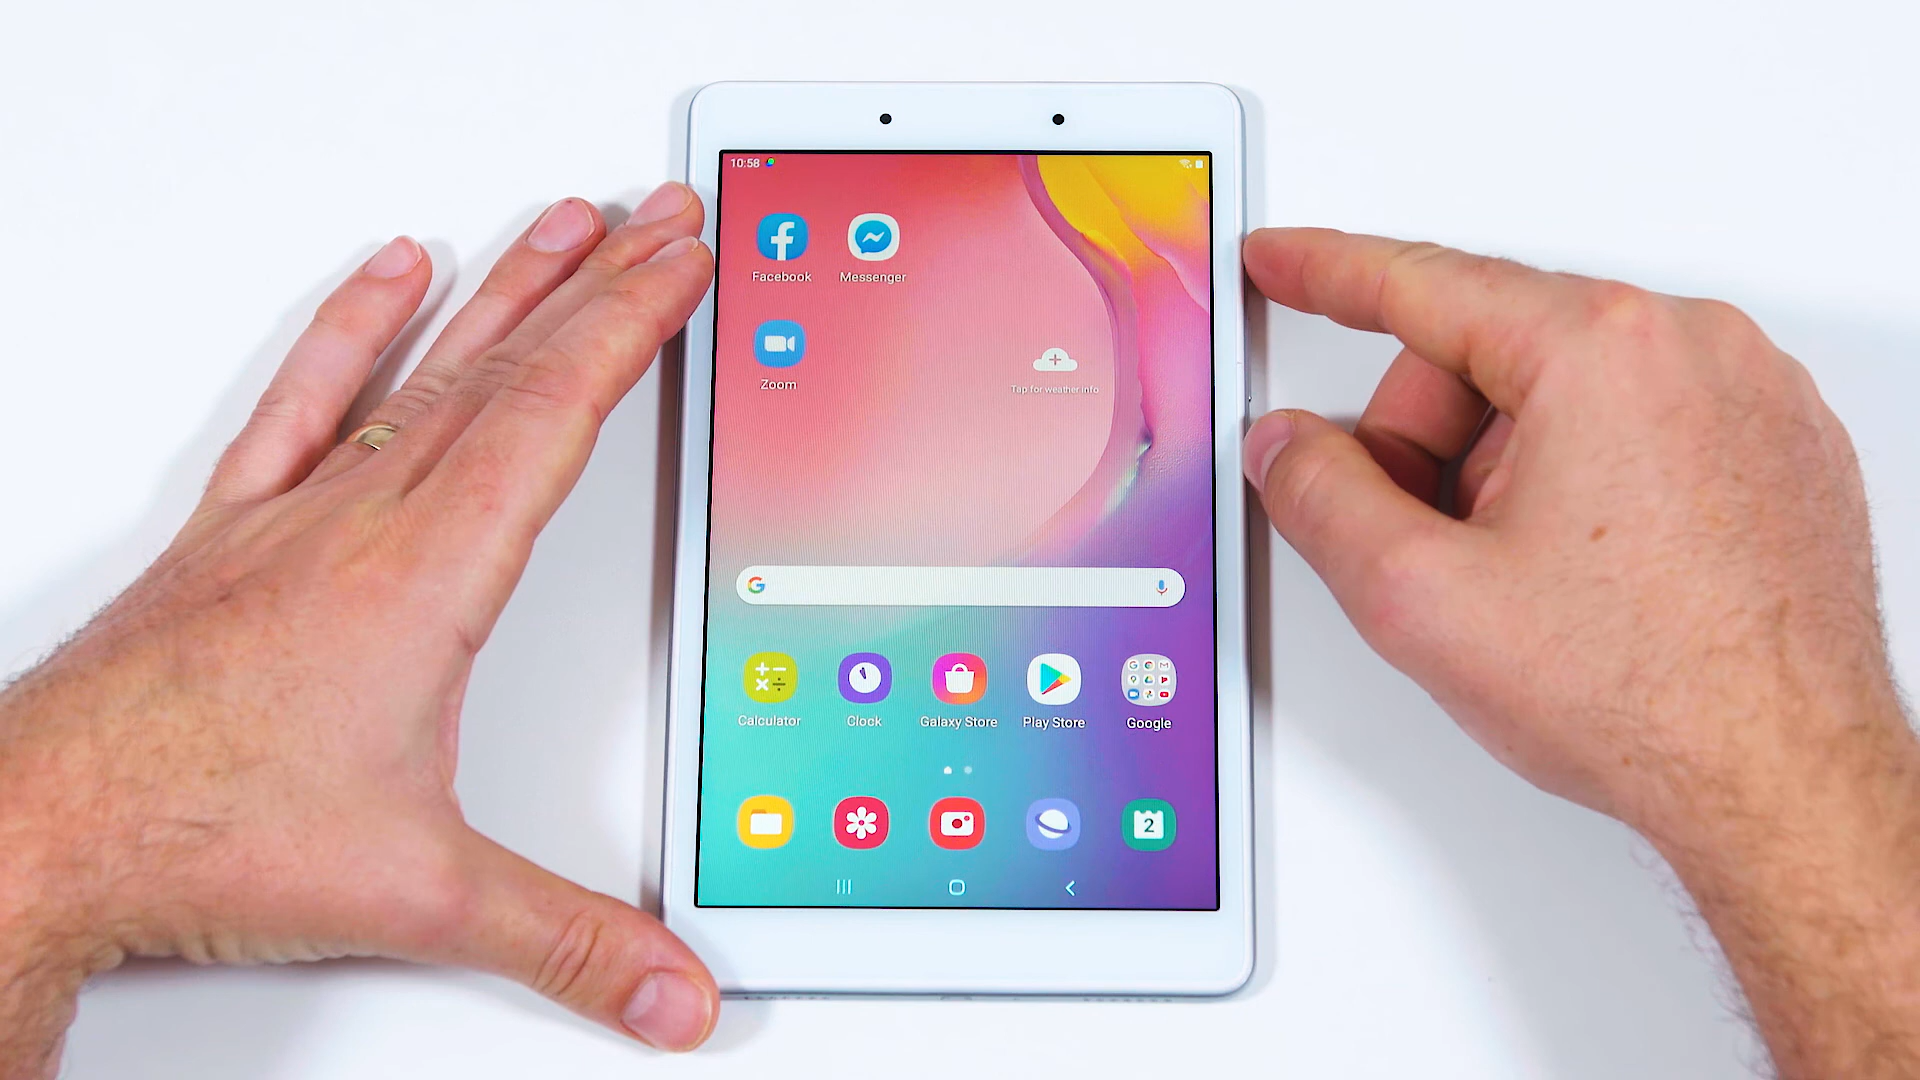 10:58
Facebook
Messenger
Zoom
Tap for weather info
Calculator
Clock
Galaxy Store
Play Store
Google
2